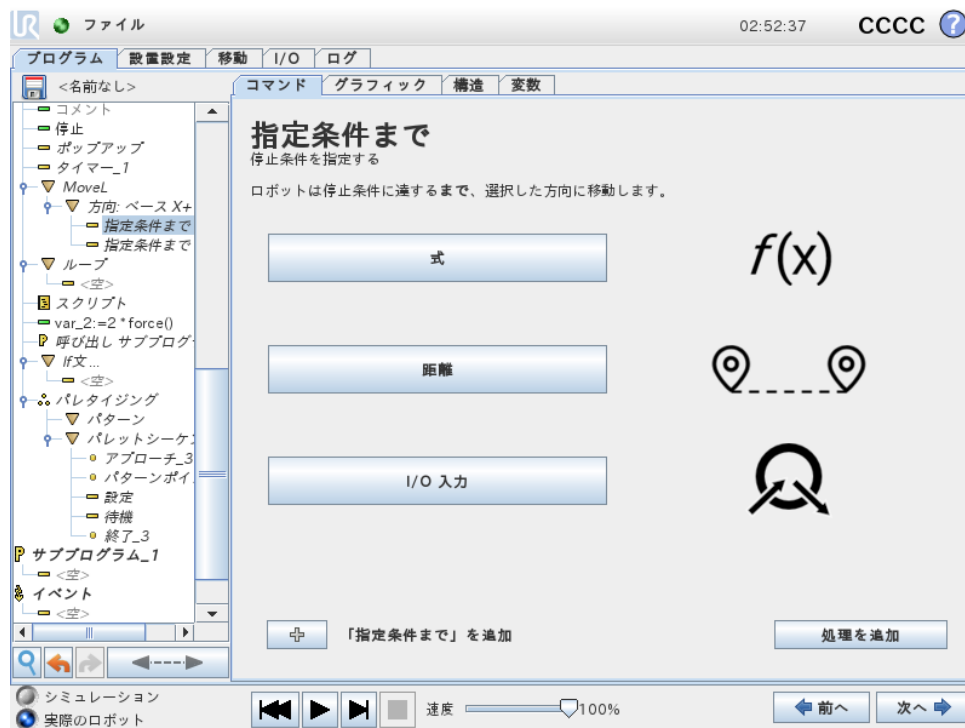 UR ファイル 02:52:37 CCCC ?
プログラム 設置設定 移動 I/O ログ
<名前なし>
コマンド グラフィック 構造 変数
コメント
停止
ポップアップ
タイマー_1
MoveL
方向: ベース X+
指定条件まで
指定条件まで
ループ
<空>
スクリプト
var_2:=2*force()
P 呼び出し サブプログ
If文 ...
<空>
パレタイジング
パターン
パレットシーケン
アプローチ_3
パターンポイ
設定
待機
終了_3
P サブプログラム_1
<空>
イベント
<空>
指定条件まで
停止条件を指定する
ロボットは停止条件に達するまで、選択した方向に移動します。
式
f(x)
距離
I/O 入力
「指定条件まで」を追加
処理を追加
シミュレーション
実際のロボット
速度 100%
前へ 次へ